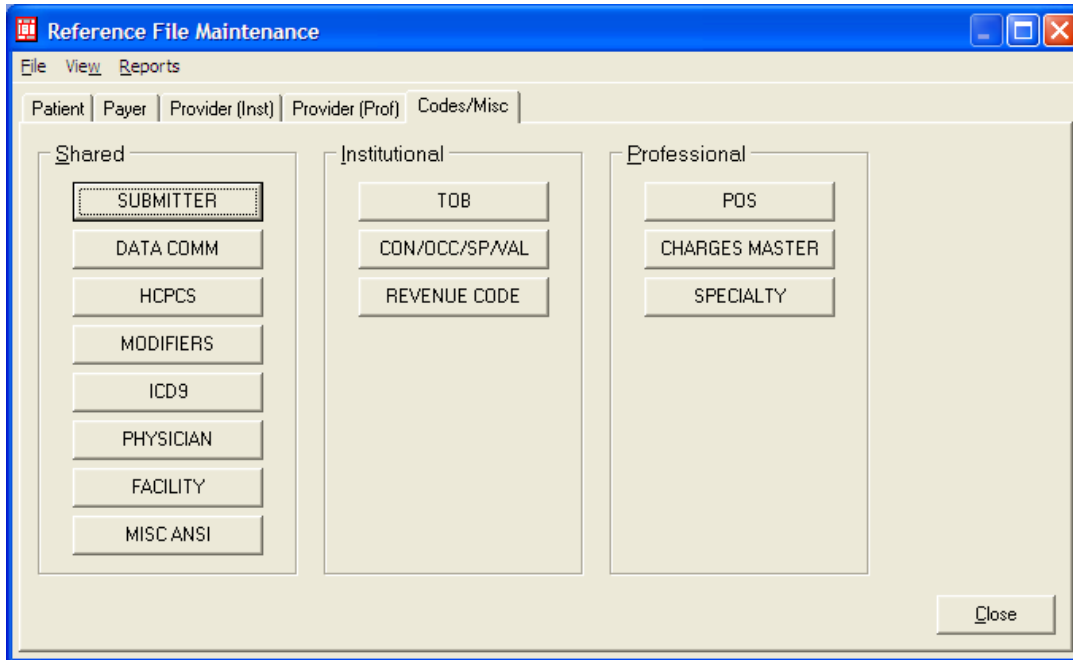 Reference File Maintenance
File View Reports
Patient Payer Provider (Inst) Provider (Prof) Codes/Misc
Shared
SUBMITTER
DATA COMM
HCPCS
MODIFIERS
ICD9
PHYSICIAN
FACILITY
MISC ANSI
Institutional
TOB
CON/OCC/SP/VAL
REVENUE CODE
Professional
POS
CHARGES MASTER
SPECIALTY
Close